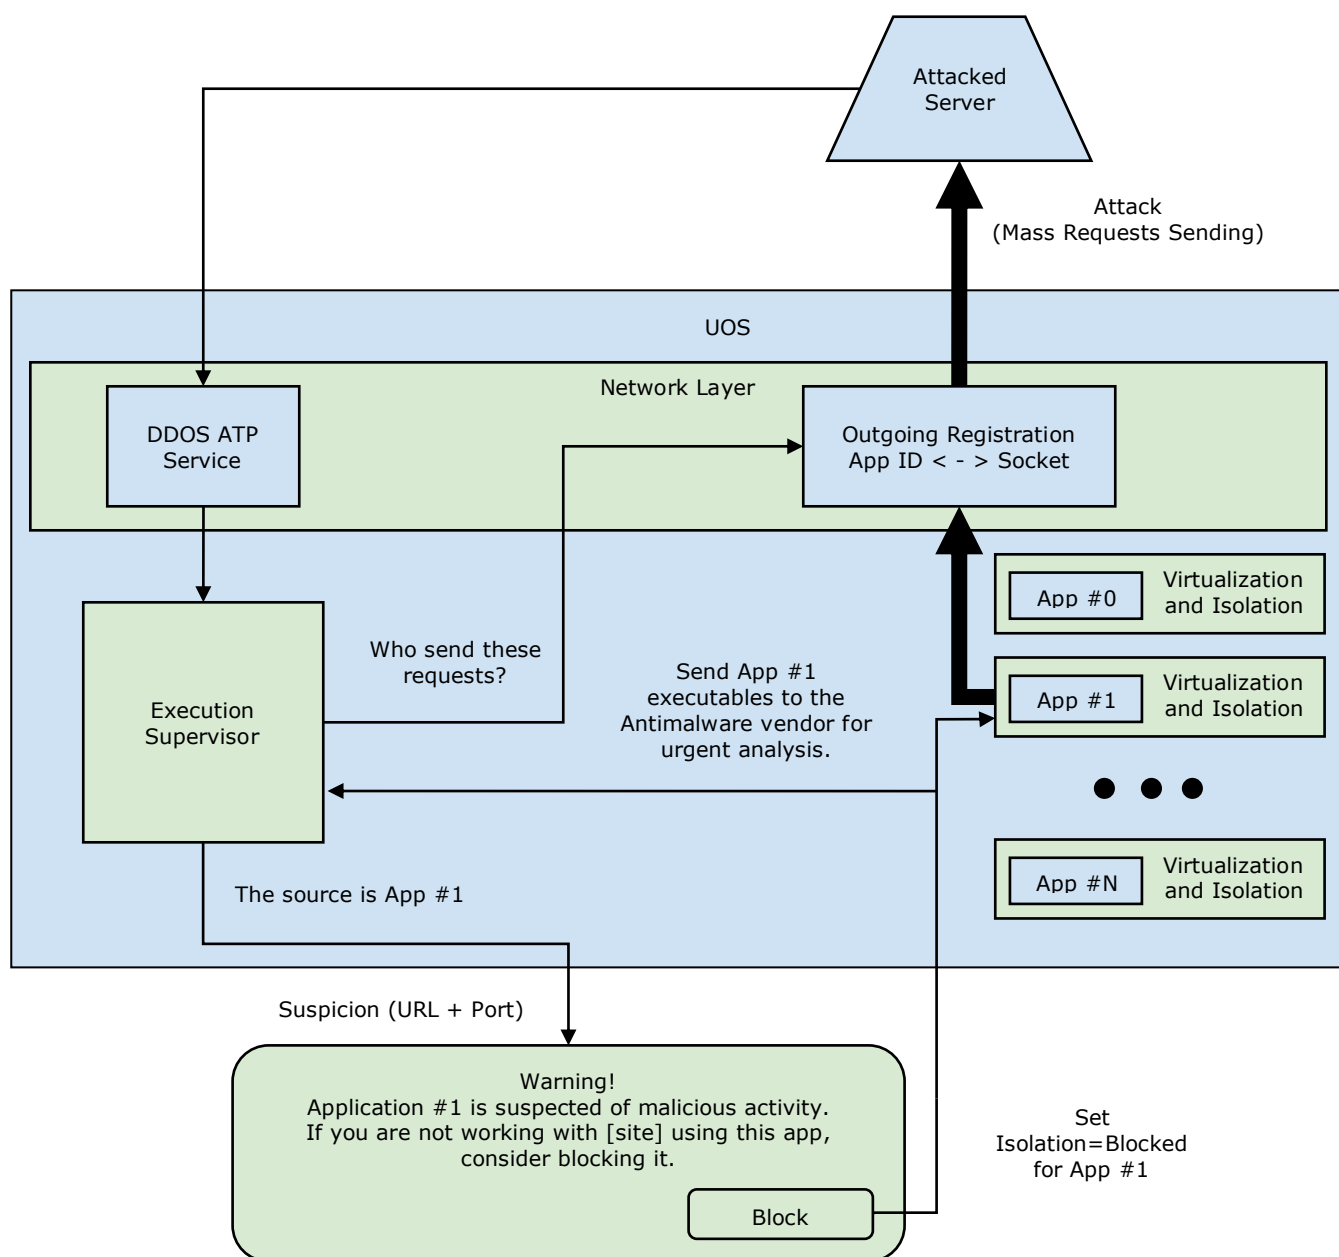 Attacked
Server
Attack
(Mass Requests Sending)
UOS
Network Layer
DDOS ATP
Service
Outgoing Registration
App ID < - > Socket
App #0
Virtualization
and Isolation
Who send these
requests?
Send App #1
executables to the
Antimalware vendor for
urgent analysis.
App #1
Virtualization
and Isolation
Execution
Supervisor
App #N
Virtualization
and Isolation
The source is App #1
Suspicion (URL + Port)
Warning!
Application #1 is suspected of malicious activity.
If you are not working with [site] using this app,
consider blocking it.
Block
Set
Isolation=Blocked
for App #1